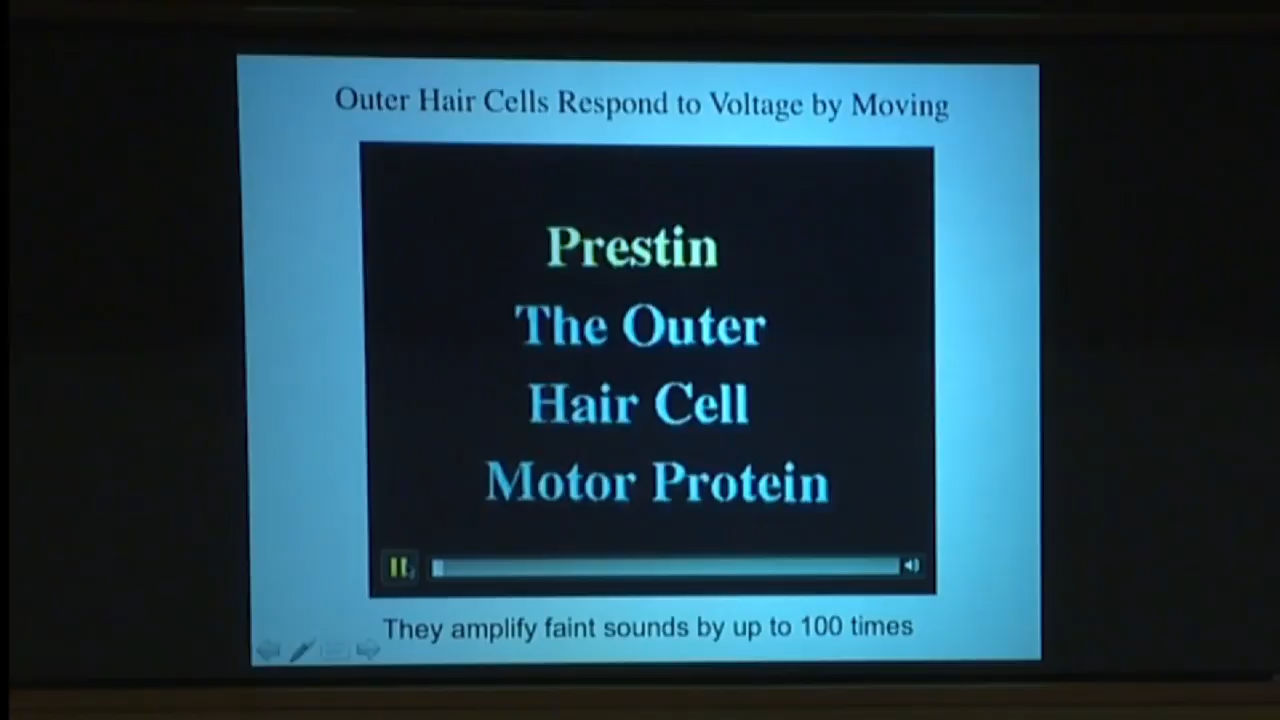 Outer Hair Cells Respond to Voltage by Moving
Prestin
The Outer
Hair Cell
Motor Protein
They amplify faint sounds by up to 100 times